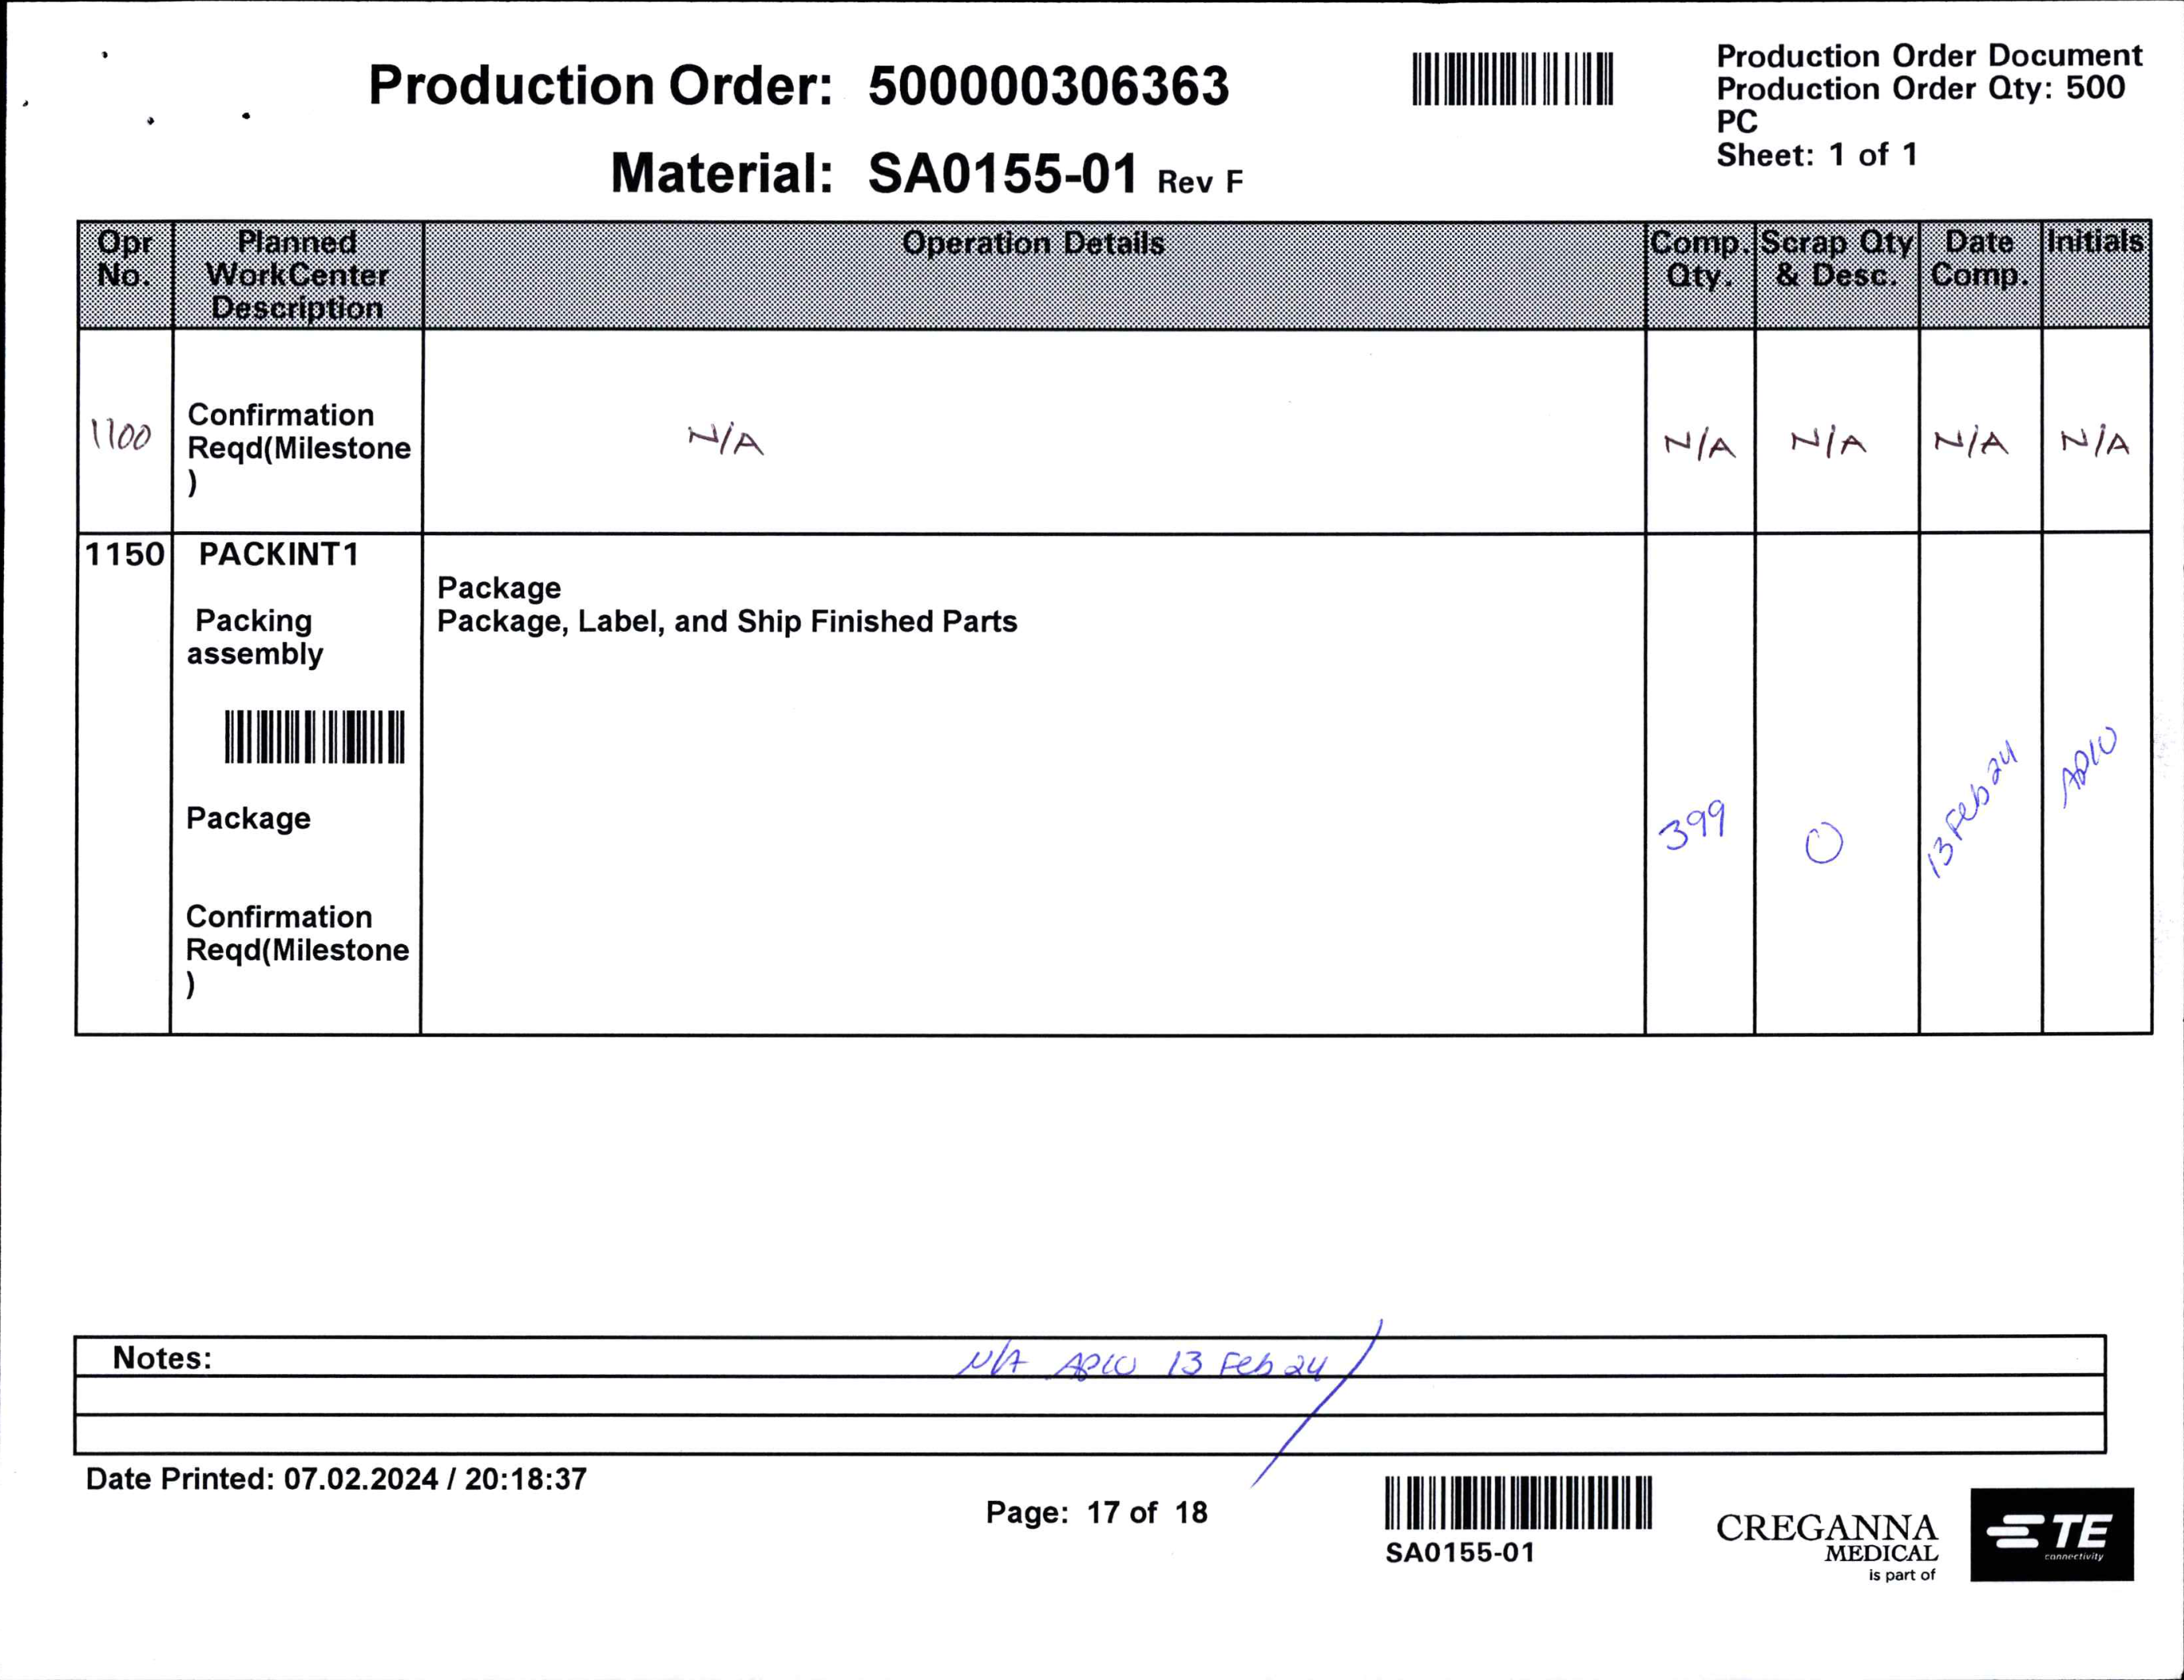 Production Order: 500000306363
Material: SA0155-01 Rev F
Production Order Document
Production Order Qty: 500
PC
Sheet: 1 of 1
Opr No. Planned WorkCenter Description Operation Details Comp. Qty. Scrap Qty & Desc. Date Comp. Initials
1100 Confirmation Reqd(Milestone ) N/A N/A N/A N/A N/A
1150 PACKINT1
Packing
assembly
Package
Confirmation
Reqd(Milestone
)
Package
Package, Label, and Ship Finished Parts
399 0 13 Feb 24
Notes: N/A 13 Feb 24
Date Printed: 07.02.2024 / 20:18:37
Page: 17 of 18
SA0155-01
CREGANNA
MEDICAL
is part of
TE
connectivity